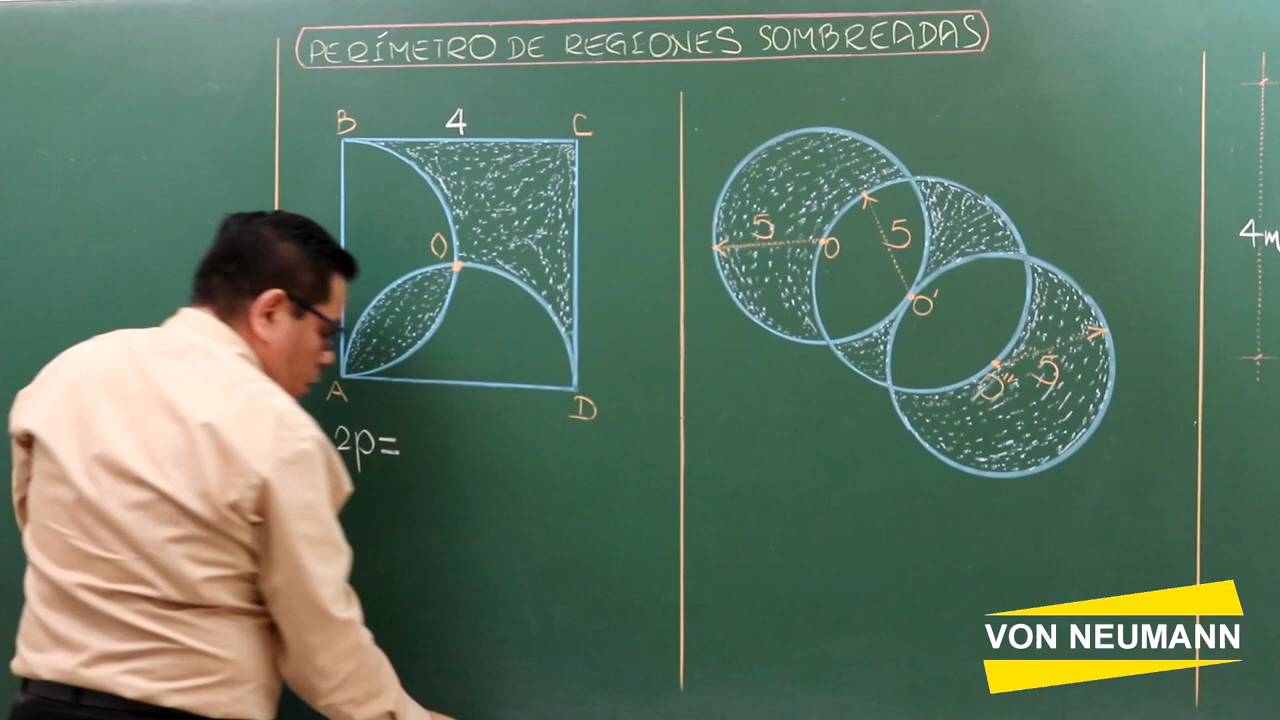 PERÍMETRO DE REGIONES SOMBREADAS
B 4 C
O
A
D
2p=
5
O
5
O'
O''
5
4m
VON NEUMANN